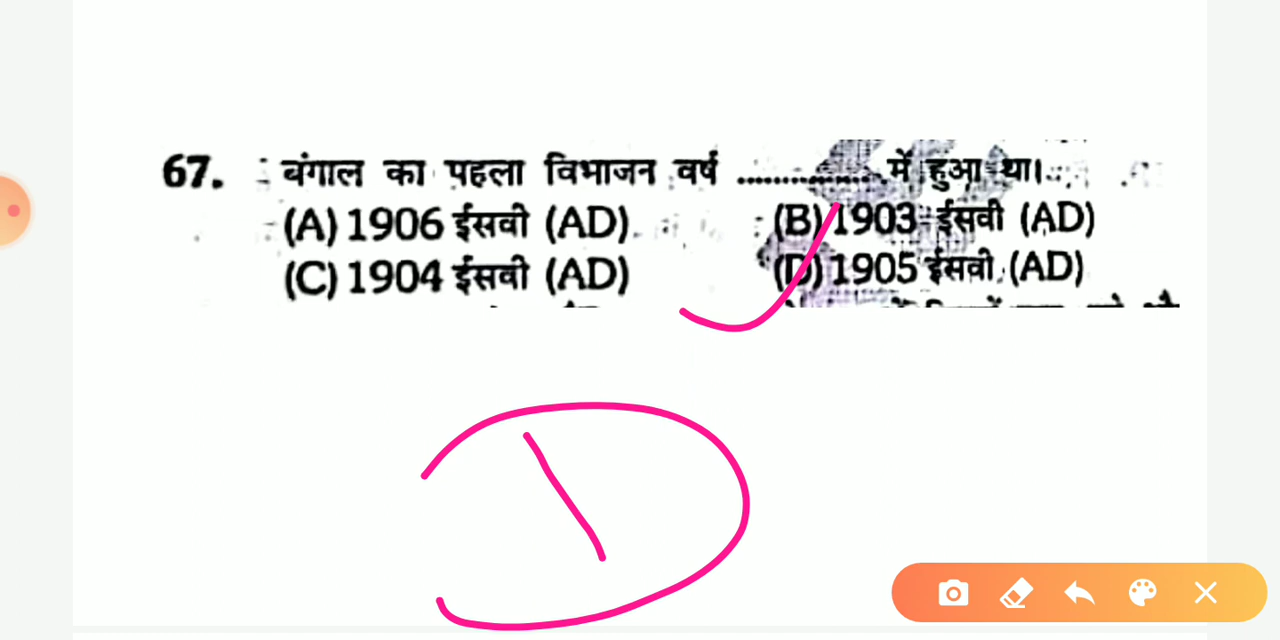 67. बंगाल का पहला विभाजन वर्ष ............... में हुआ था।
(A) 1906 ईसवी (AD) (B) 1903 ईसवी (AD)
(C) 1904 ईसवी (AD) (D) 1905 ईसवी (AD)
D